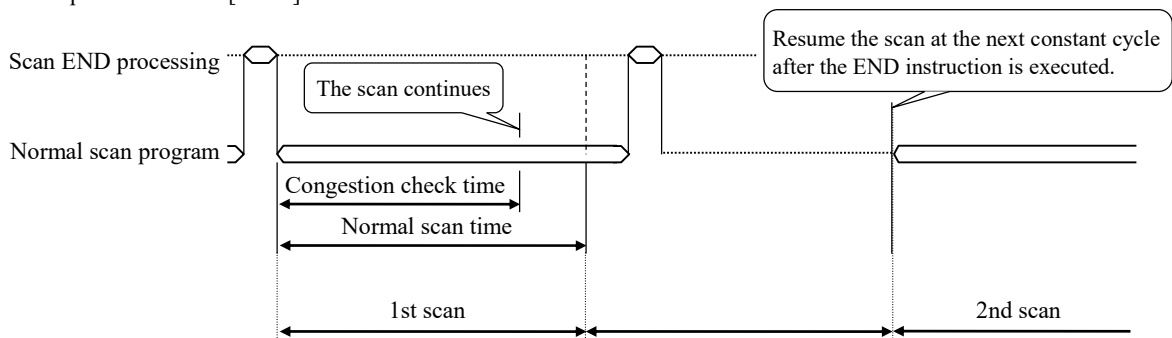 Scan END processing
The scan continues
Resume the scan at the next constant cycle
after the END instruction is executed.
Normal scan program
Congestion check time
Normal scan time
1st scan
2nd scan